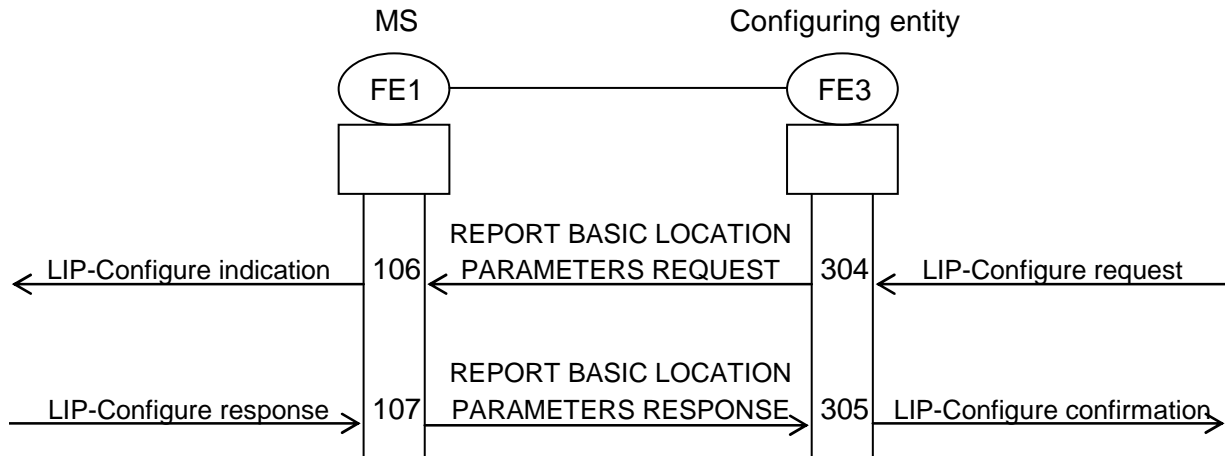 MS
Configuring entity
FE1
FE3
REPORT BASIC LOCATION
LIP-Configure indication
106
PARAMETERS REQUEST
304
LIP-Configure request
REPORT BASIC LOCATION
LIP-Configure response
107
PARAMETERS RESPONSE
305
LIP-Configure confirmation